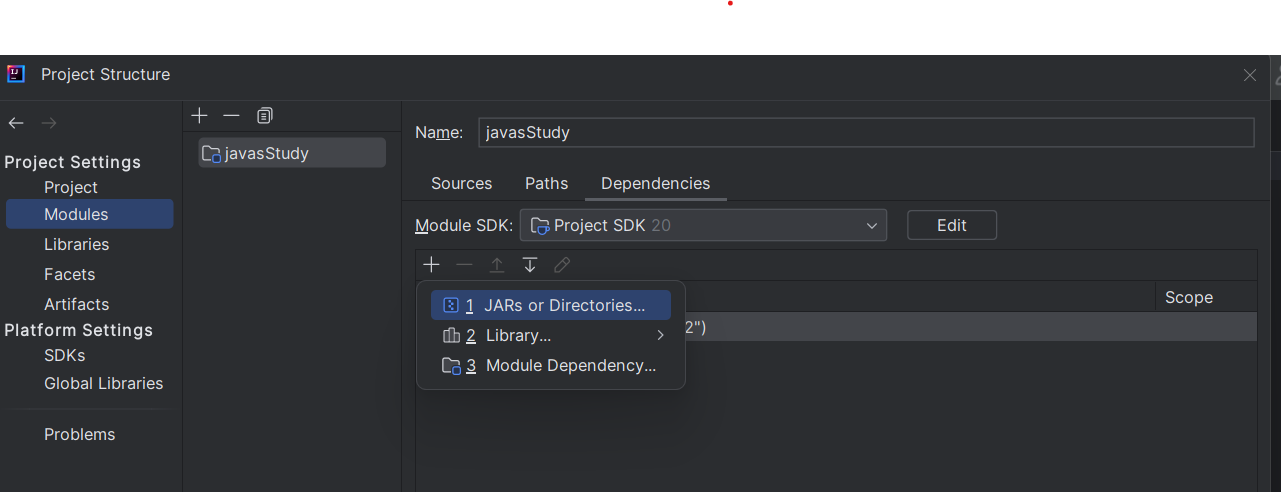 Project Structure
Project Settings
Project
Modules
Libraries
Facets
Artifacts
Platform Settings
SDKs
Global Libraries
Problems
javasStudy
Name: javasStudy
Sources Paths Dependencies
Module SDK: Project SDK 20 Edit
Scope
1 JARs or Directories...
2 Library...
3 Module Dependency...
2")